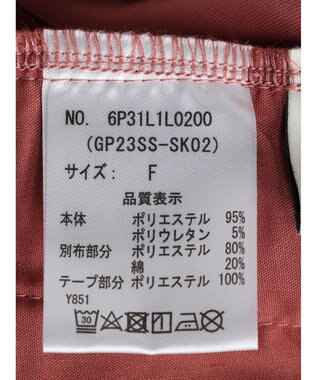 NO. 6P31L1L0200
(GP23SS-SK02)
サイズ: F
品質表示
本体 ポリエステル 95%
ポリウレタン 5%
別布部分 ポリエステル 80%
綿 20%
テープ部分 ポリエステル 100%
Y851
30